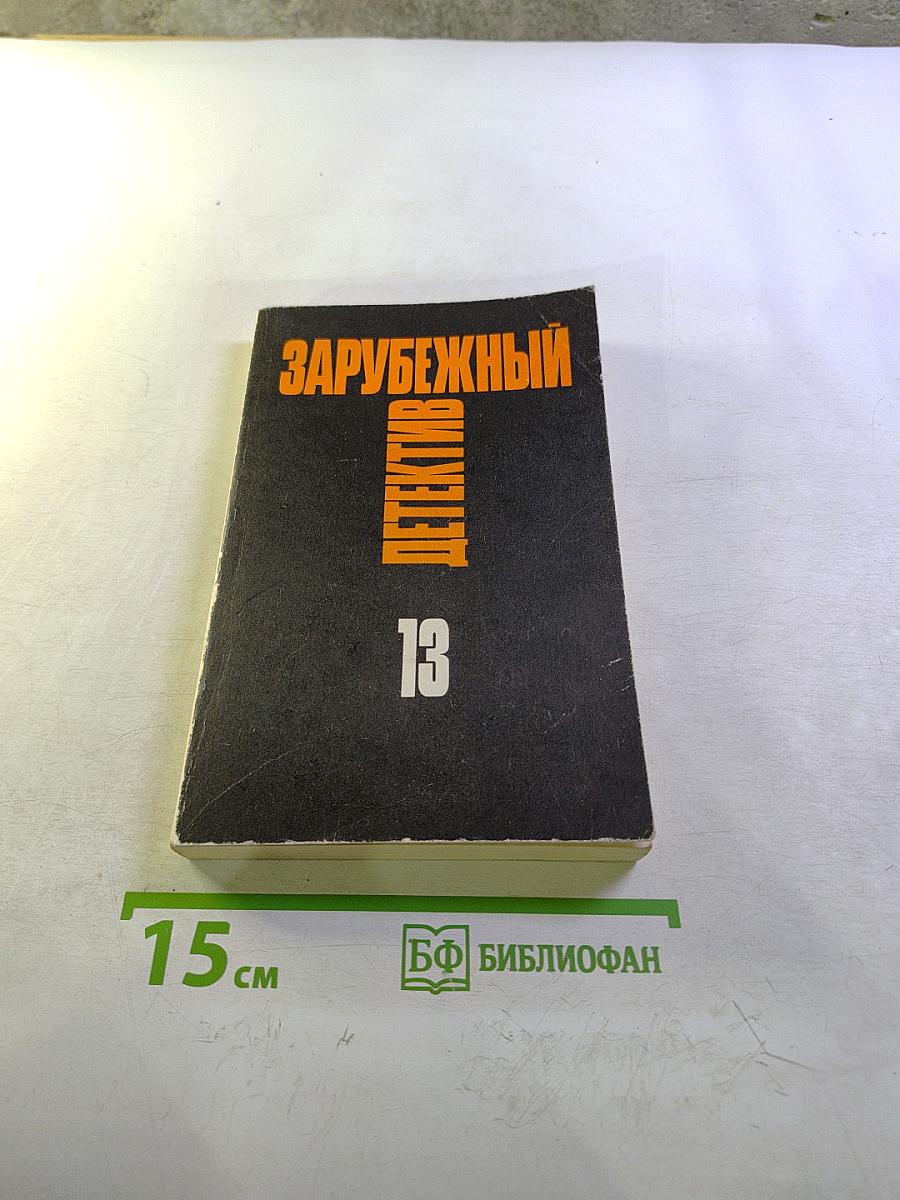 ЗАРУБЕЖНЫЙ
ДЕТЕКТИВ
13
15 см
БФ БИБЛИОФАН